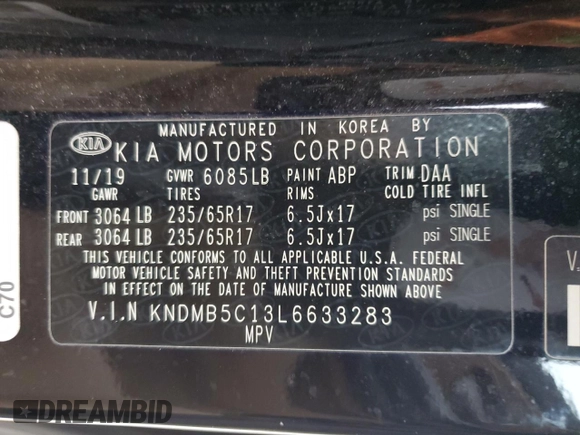 MANUFACTURED IN KOREA BY
KIA KIA MOTORS CORPORATION
11/19 GVWR 6085LB PAINT ABP TRIM DAA
GAWR TIRES RIMS COLD TIRE INFL
FRONT 3064 LB 235/65R17 6.5Jx17 psi SINGLE
REAR 3064 LB 235/65R17 6.5Jx17 psi SINGLE
THIS VEHICLE CONFORMS TO ALL APPLICABLE U.S.A. FEDERAL
MOTOR VEHICLE SAFETY AND THEFT PREVENTION STANDARDS
IN EFFECT ON THE DATE OF MANUFACTURE SHOWN ABOVE
V.I.N KNDMB5C13L6633283
MPV
C70
V.
DREAMBID